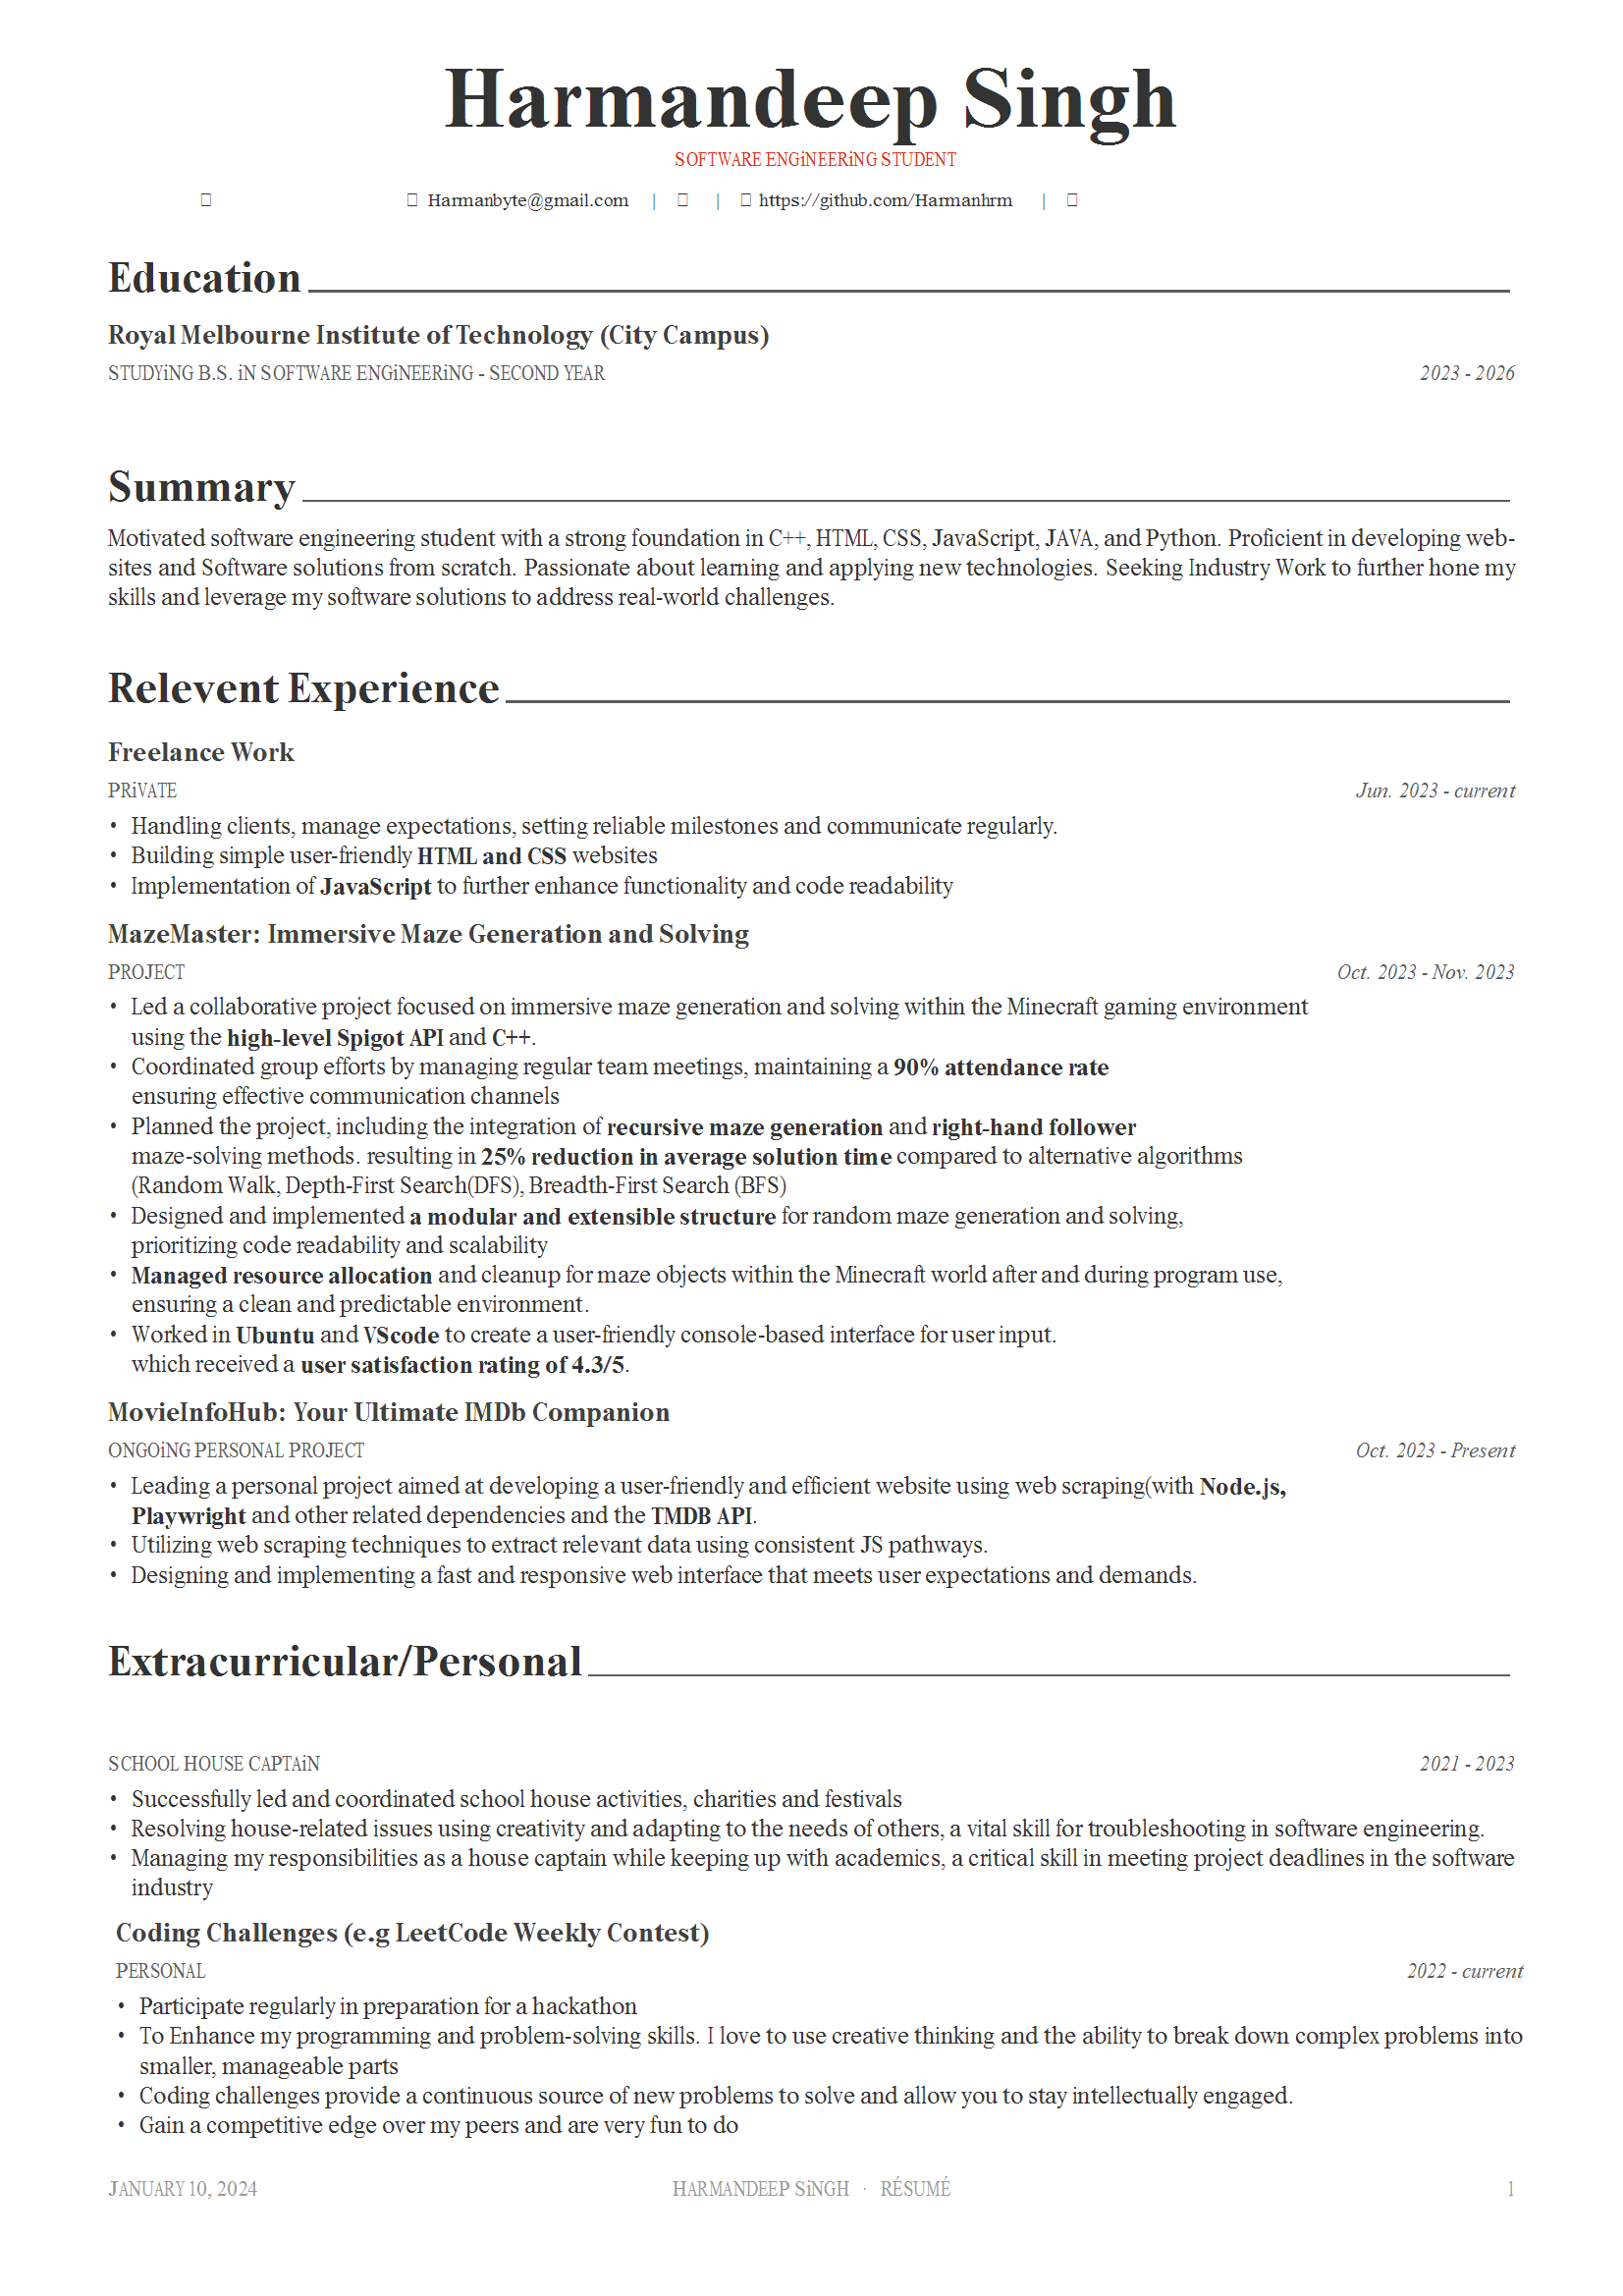 Harmandeep Singh
SOFTWARE ENGiNEERiNG STUDENT
Harmanbyte@gmail.com | | https://github.com/Harmanhrm |
Education
Royal Melbourne Institute of Technology (City Campus)
STUDYiNG B.S. iN SOFTWARE ENGiNEERiNG - SECOND YEAR 2023 - 2026
Summary
Motivated software engineering student with a strong foundation in C++, HTML, CSS, JavaScript, JAVA, and Python. Proficient in developing web-
sites and Software solutions from scratch. Passionate about learning and applying new technologies. Seeking Industry Work to further hone my
skills and leverage my software solutions to address real-world challenges.
Relevent Experience
Freelance Work
PRiVATE Jun. 2023 - current
• Handling clients, manage expectations, setting reliable milestones and communicate regularly.
• Building simple user-friendly HTML and CSS websites
• Implementation of JavaScript to further enhance functionality and code readability
MazeMaster: Immersive Maze Generation and Solving
PROJECT Oct. 2023 - Nov. 2023
• Led a collaborative project focused on immersive maze generation and solving within the Minecraft gaming environment
using the high-level Spigot API and C++.
• Coordinated group efforts by managing regular team meetings, maintaining a 90% attendance rate
ensuring effective communication channels
• Planned the project, including the integration of recursive maze generation and right-hand follower
maze-solving methods. resulting in 25% reduction in average solution time compared to alternative algorithms
(Random Walk, Depth-First Search(DFS), Breadth-First Search (BFS)
• Designed and implemented a modular and extensible structure for random maze generation and solving,
prioritizing code readability and scalability
• Managed resource allocation and cleanup for maze objects within the Minecraft world after and during program use,
ensuring a clean and predictable environment.
• Worked in Ubuntu and VScode to create a user-friendly console-based interface for user input.
which received a user satisfaction rating of 4.3/5.
MovieInfoHub: Your Ultimate IMDb Companion
ONGOiNG PERSONAL PROJECT Oct. 2023 - Present
• Leading a personal project aimed at developing a user-friendly and efficient website using web scraping(with Node.js,
Playwright and other related dependencies and the TMDB API.
• Utilizing web scraping techniques to extract relevant data using consistent JS pathways.
• Designing and implementing a fast and responsive web interface that meets user expectations and demands.
Extracurricular/Personal
SCHOOL HOUSE CAPTAiN 2021 - 2023
• Successfully led and coordinated school house activities, charities and festivals
• Resolving house-related issues using creativity and adapting to the needs of others, a vital skill for troubleshooting in software engineering.
• Managing my responsibilities as a house captain while keeping up with academics, a critical skill in meeting project deadlines in the software
industry
Coding Challenges (e.g LeetCode Weekly Contest)
PERSONAL 2022 - current
• Participate regularly in preparation for a hackathon
• To Enhance my programming and problem-solving skills. I love to use creative thinking and the ability to break down complex problems into
smaller, manageable parts
• Coding challenges provide a continuous source of new problems to solve and allow you to stay intellectually engaged.
• Gain a competitive edge over my peers and are very fun to do
JANUARY 10, 2024 HARMANDEEP SiNGH · RÉSUMÉ 1